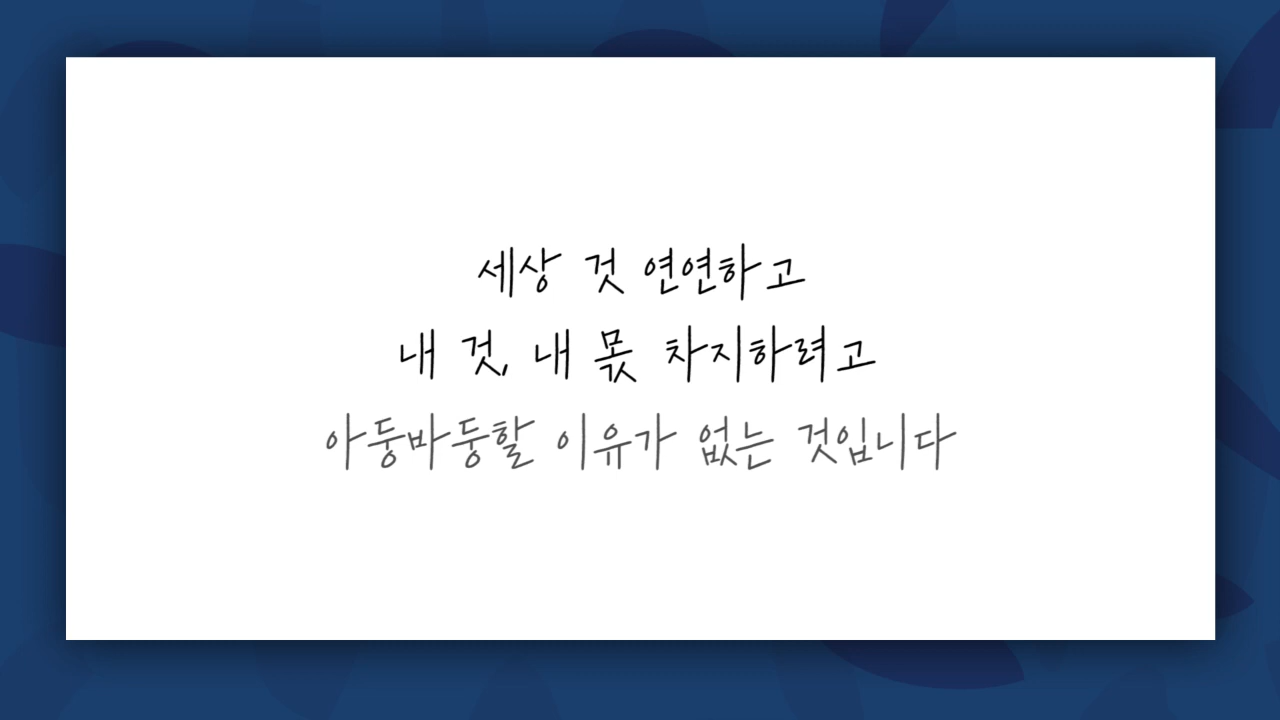 세상 것 연연하고
내 것, 내 몫 차지하려고
아둥바둥할 이유가 없는 것입니다